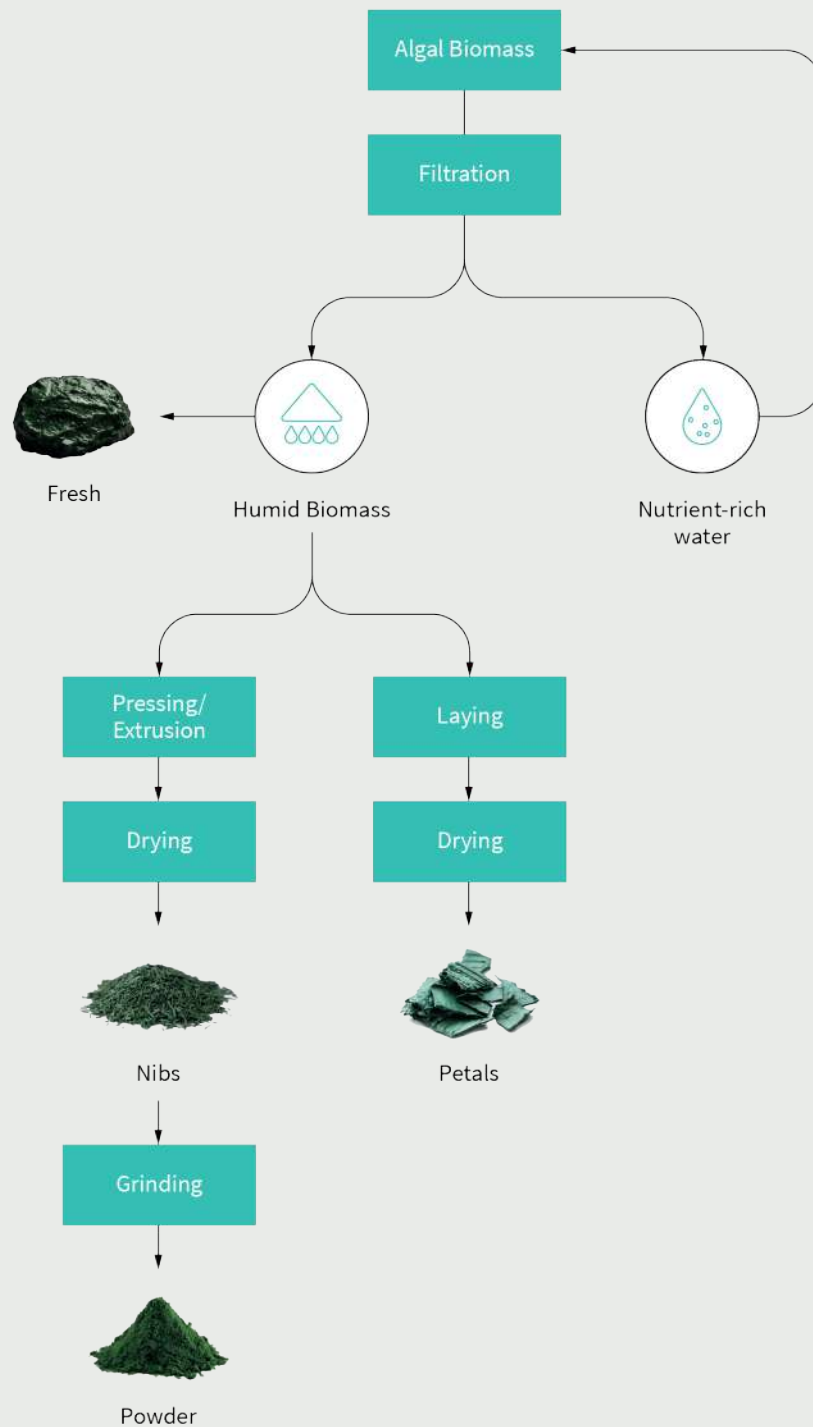 Algal Biomass
Filtration
Fresh
Humid Biomass
Nutrient-rich
water
Pressing/
Extrusion
Laying
Drying
Drying
Nibs
Petals
Grinding
Powder